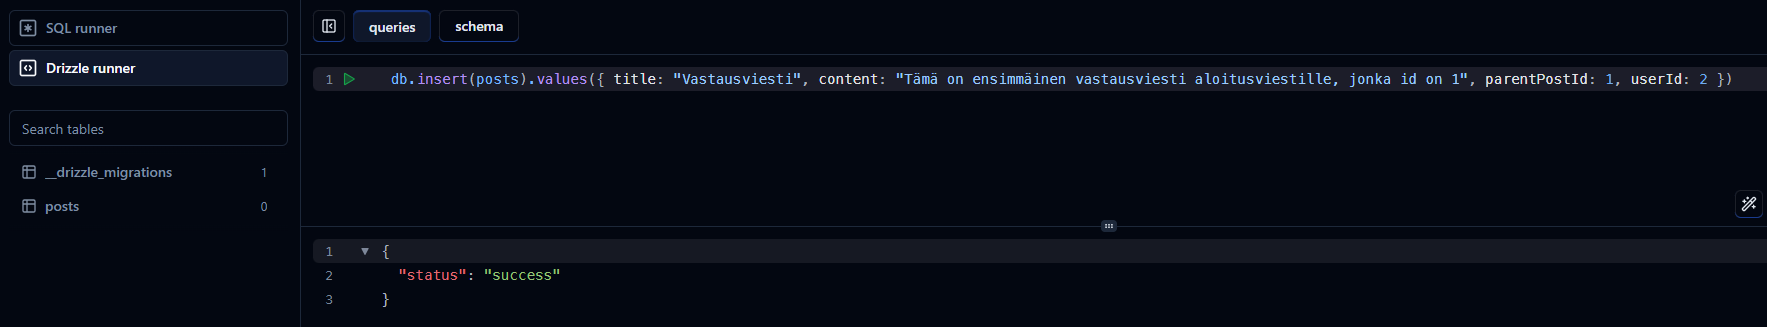 SQL runner
Drizzle runner
Search tables
__drizzle_migrations 1
posts 0
queries schema
1 db.insert(posts).values({ title: "Vastausviesti", content: "Tämä on ensimmäinen vastausviesti aloitusviestille, jonka id on 1", parentPostId: 1, userId: 2 })
1 {
2 "status": "success"
3 }